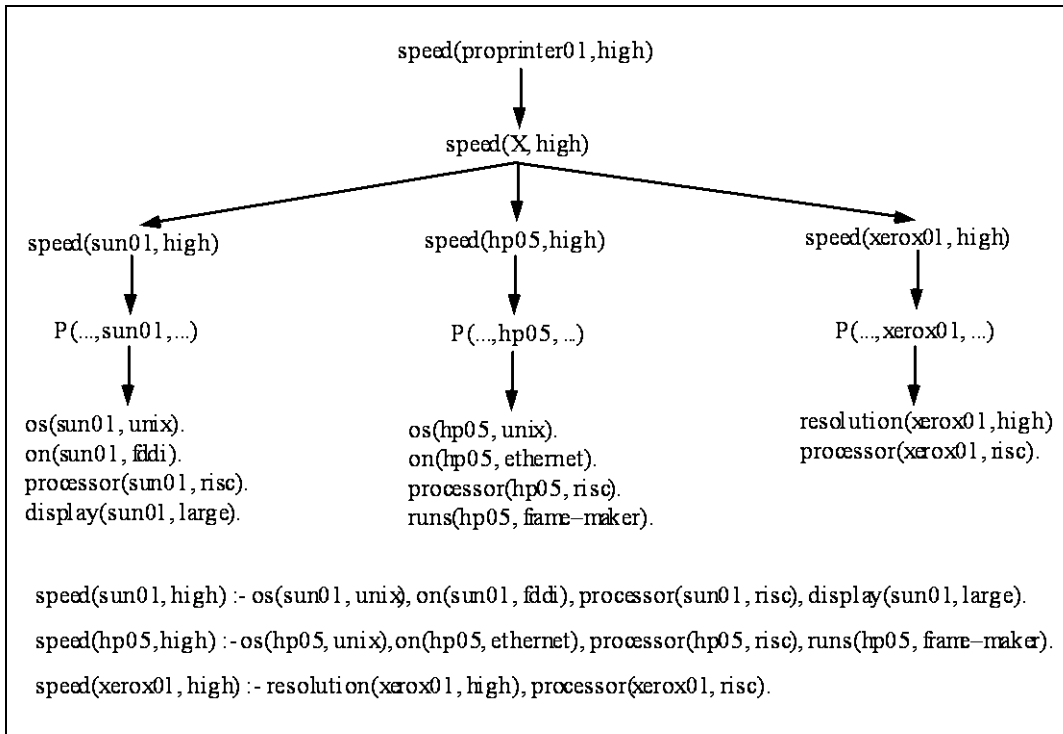 speed(proprinter01,high)
speed(X, high)
speed(sun01, high)
speed(hp05,high)
speed(xerox01, high)
P(...,sun01,...)
P(...,hp05, ...)
P(...,xerox01, ...)
os(sun01, unix).
on(sun01, fddi).
processor(sun01, risc).
display(sun01, large).
os(hp05, unix).
on(hp05, ethernet).
processor(hp05, risc).
runs(hp05, frame-maker).
resolution(xerox01,high)
processor(xerox01, risc).
speed(sun01, high) :- os(sun01, unix), on(sun01, fddi), processor(sun01, risc), display(sun01, large).
speed(hp05,high) :- os(hp05, unix), on(hp05, ethernet), processor(hp05, risc), runs(hp05, frame-maker).
speed(xerox01, high) :- resolution(xerox01, high), processor(xerox01, risc).